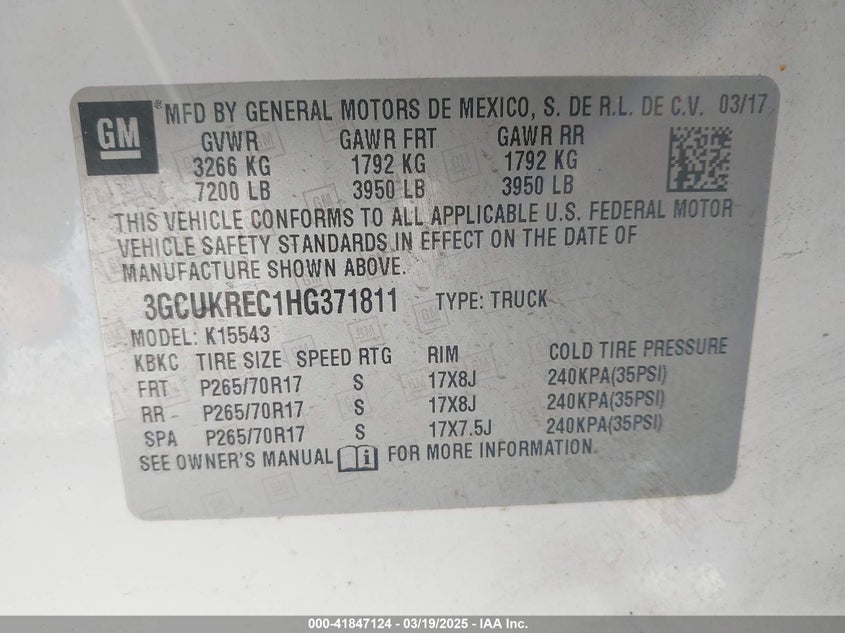 GM
® MFD BY GENERAL MOTORS DE MEXICO, S. DE R.L. DE C.V. 03/17
GVWR GAWR FRT GAWR RR
3266 KG 1792 KG 1792 KG
7200 LB 3950 LB 3950 LB
THIS VEHICLE CONFORMS TO ALL APPLICABLE U.S. FEDERAL MOTOR
VEHICLE SAFETY STANDARDS IN EFFECT ON THE DATE OF
MANUFACTURE SHOWN ABOVE.
3GCUKREC1HG371811 TYPE: TRUCK
MODEL: K15543
KBKC TIRE SIZE SPEED RTG RIM COLD TIRE PRESSURE
FRT P265/70R17 S 17X8J 240KPA(35PSI)
RR P265/70R17 S 17X8J 240KPA(35PSI)
SPA P265/70R17 S 17X7.5J 240KPA(35PSI)
SEE OWNER'S MANUAL i FOR MORE INFORMATION.
000-41847124 - 03/19/2025 - IAAI.com